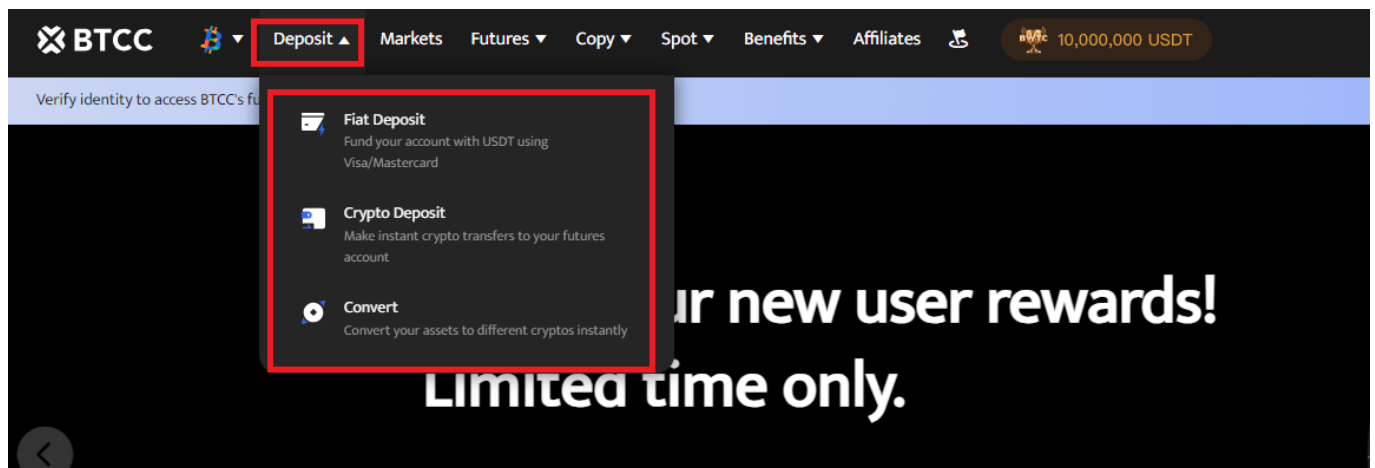 BTCC Deposit Markets Futures Copy Spot Benefits Affiliates 10,000,000 USDT
Verify identity to access BTCC's
Fiat Deposit
Fund your account with USDT using
Visa/Mastercard
Crypto Deposit
Make instant crypto transfers to your futures
account
Convert
Convert your assets to different cryptos instantly
new user rewards!
Limited time only.